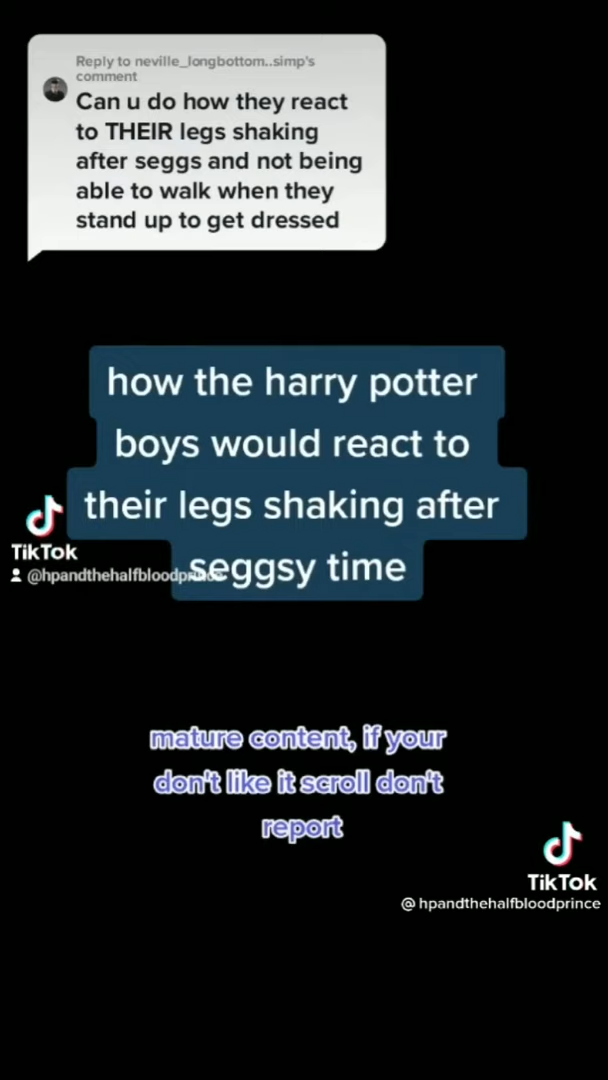 Reply to neville_longbottom..simp's
comment
Can u do how they react
to THEIR legs shaking
after seggs and not being
able to walk when they
stand up to get dressed
how the harry potter
boys would react to
their legs shaking after
seggsy time
TikTok
@hpandthehalfbloodprince
mature content, if your
don't like it scroll don't
report
TikTok
@hpandthehalfbloodprince